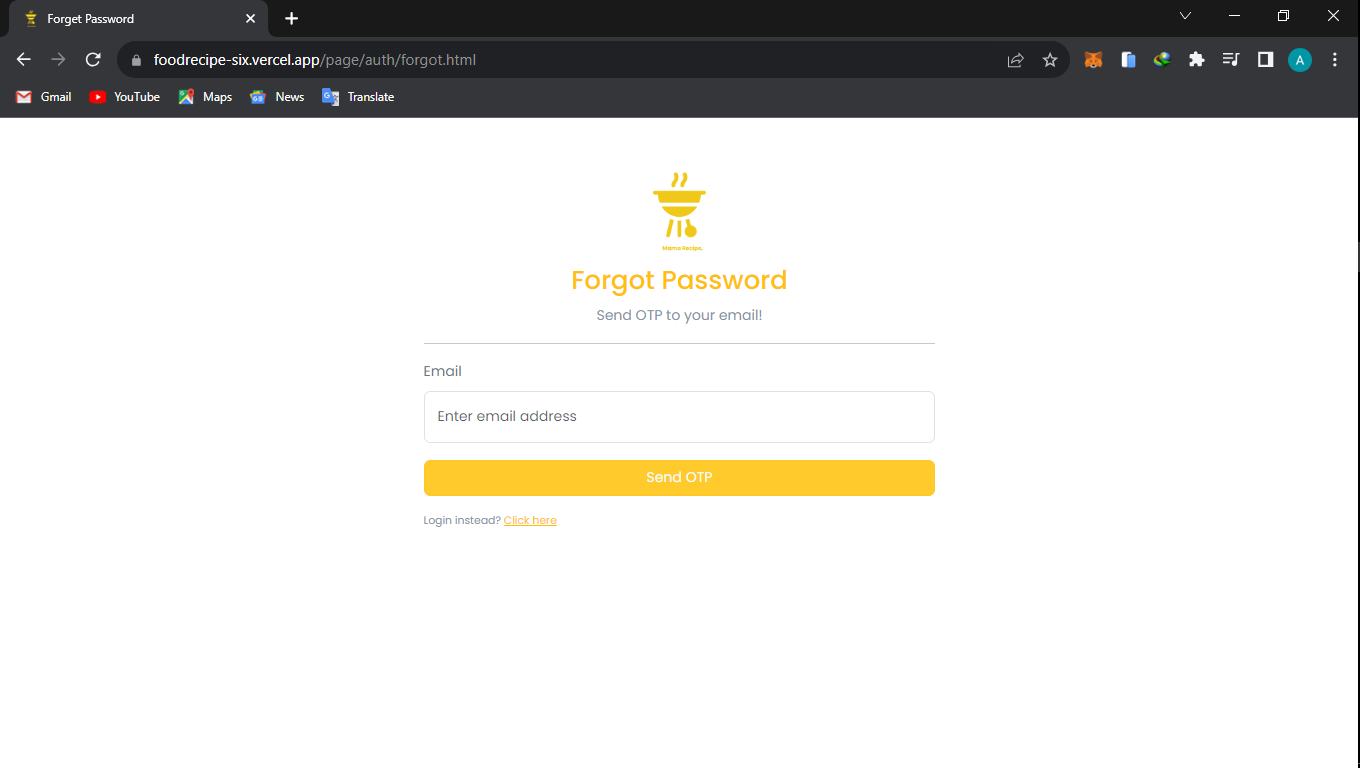 Forget Password
foodrecipe-six.vercel.app/page/auth/forgot.html
A
Gmail
YouTube
Maps
News
Translate
Mama Recipe.
Forgot Password
Send OTP to your email!
Email
Enter email address
Send OTP
Login instead? Click here